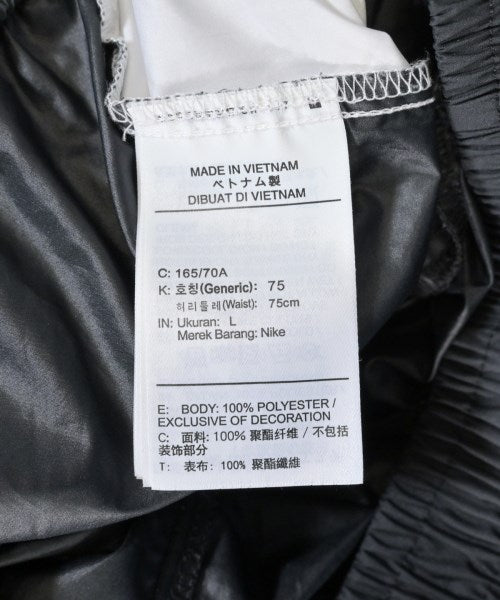 MADE IN VIETNAM
ベトナム製
DIBUAT DI VIETNAM
C: 165/70A
K: 호칭(Generic): 75
허리둘레(Waist): 75cm
IN: Ukuran: L
Merek Barang: Nike
E: BODY: 100% POLYESTER /
EXCLUSIVE OF DECORATION
C: 面料: 100% 聚酯纤维 / 不包括
装饰部分
T: 表布: 100% 聚酯纖維